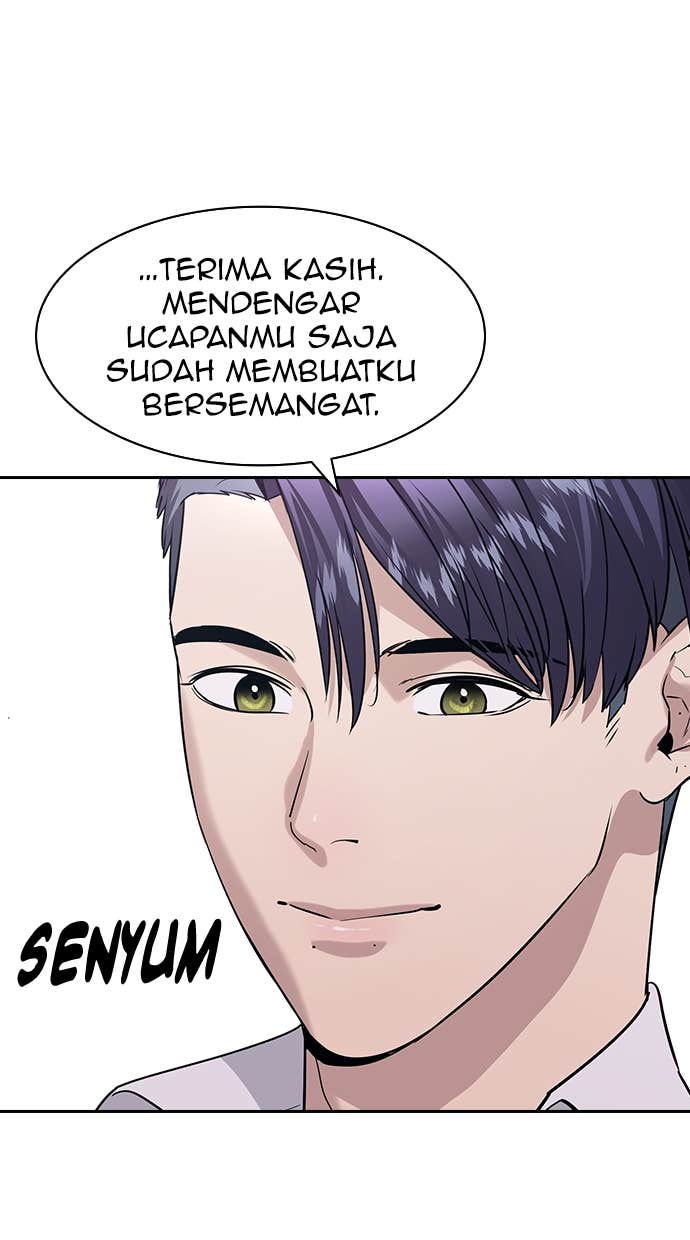 ...TERIMA KASIH.
MENDENGAR
UCAPANMU SAJA
SUDAH MEMBUATKU
BERSEMANGAT.
SENYUM